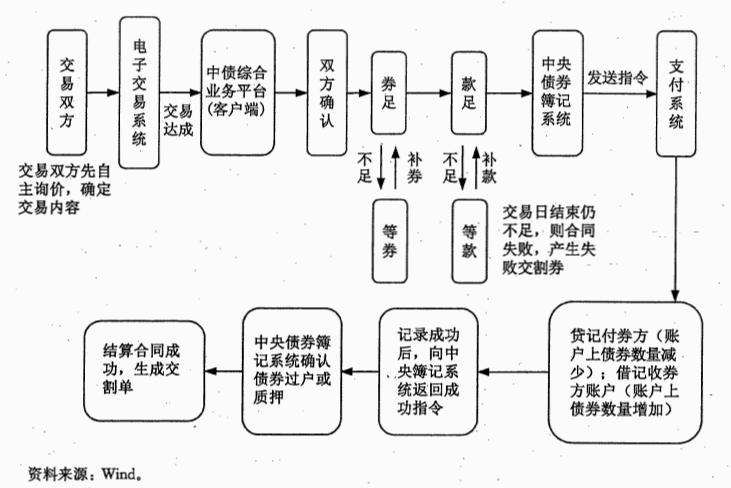 交易双方
电子交易系统
交易
达成
中债综合
业务平台
(客户端)
双方确认
券足
款足
中央
债券
簿记
系统
发送指令
支付系统
交易双方先自
主询价，确定
交易内容
不足
补券
不足
补款
等券
等款
交易日结束仍
不足，则合同
失败，产生失
败交割券
贷记付券方（账
户上债券数量减
少）；借记收券
方账户（账户上
债券数量增加）
记录成功
后，向中
央簿记系
统返回成
功指令
中央债券簿
记系统确认
债券过户或
质押
结算合同成
功，生成交
割单
资料来源：Wind。